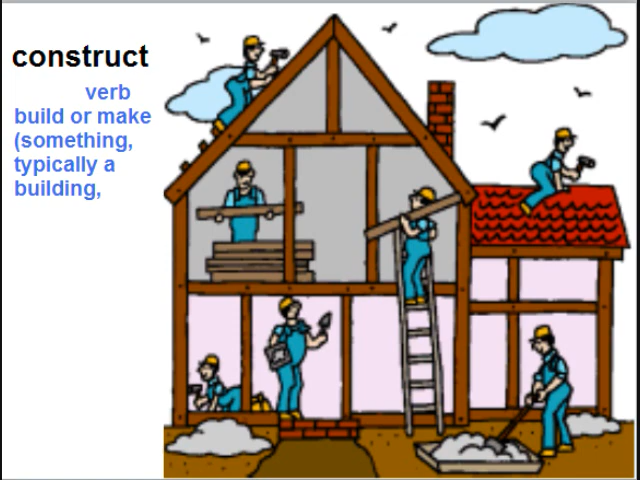 construct
verb
build or make
(something,
typically a
building,